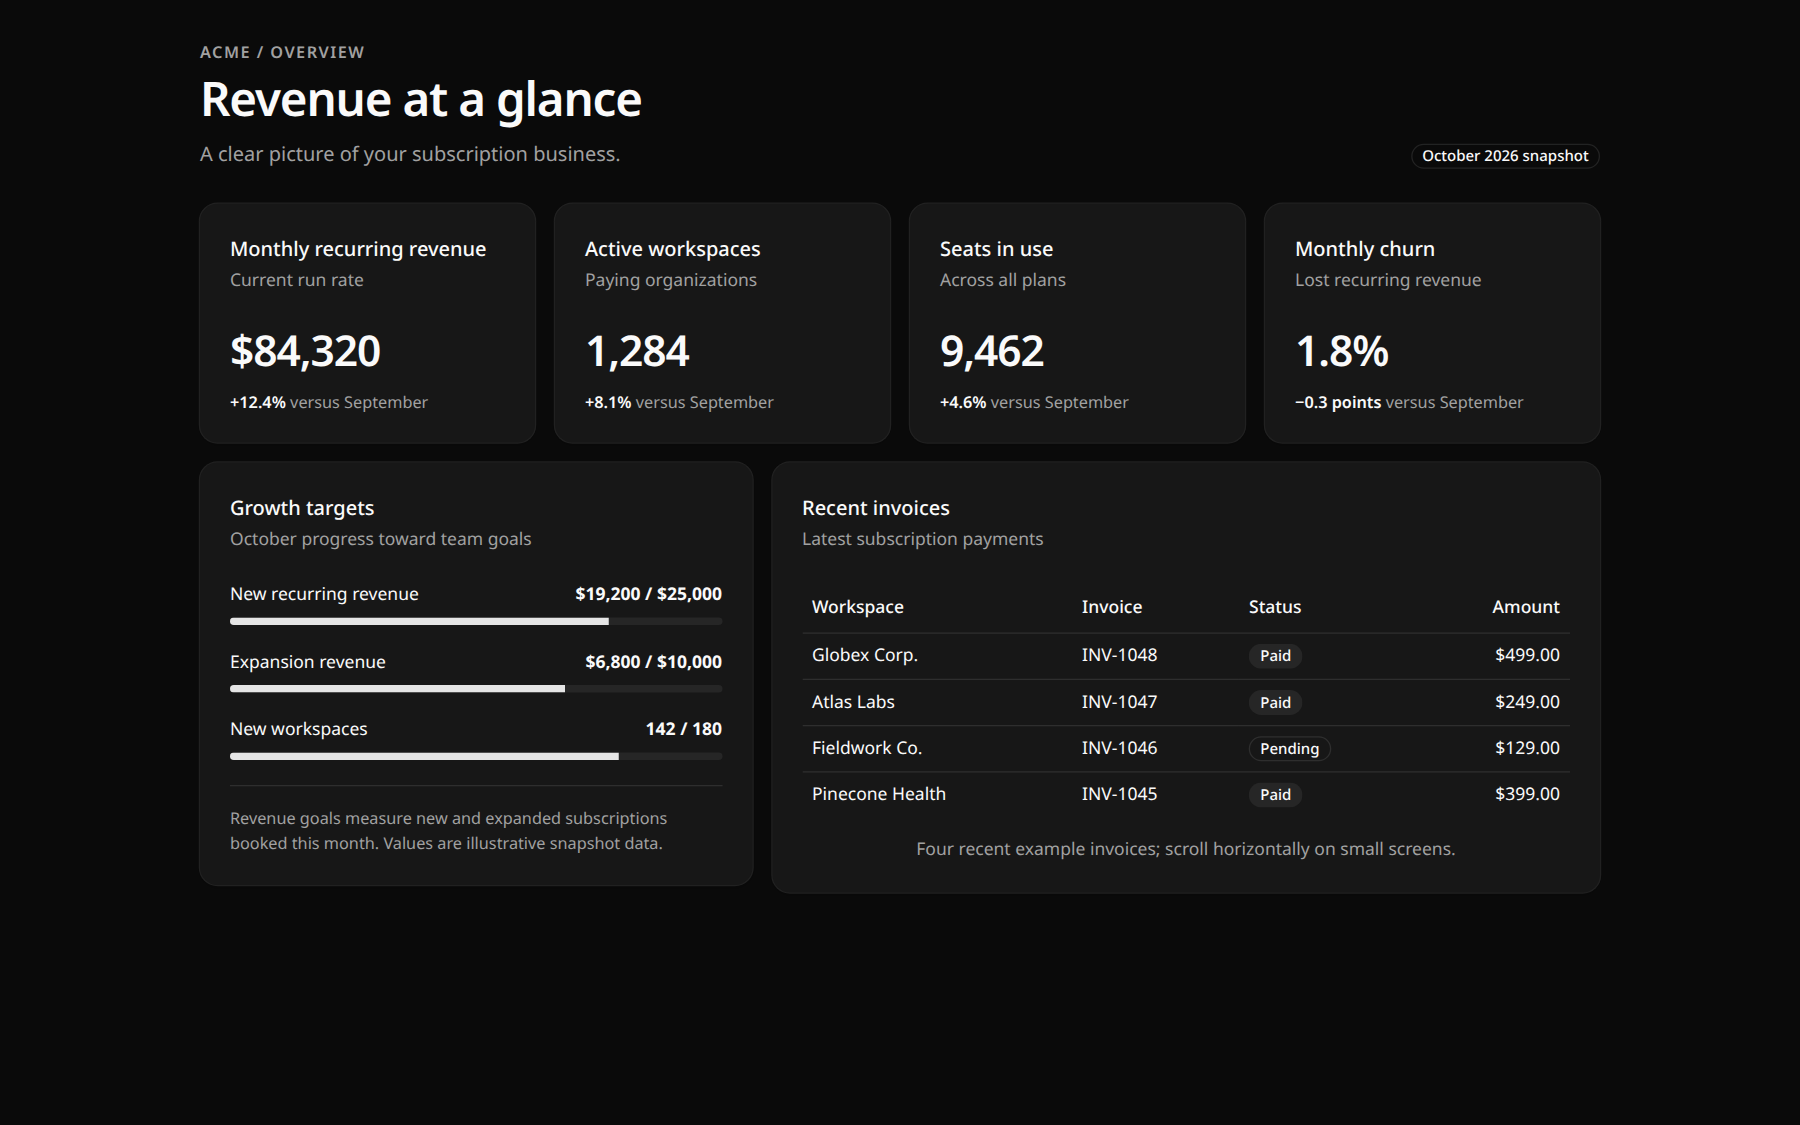 ACME / OVERVIEW
Revenue at a glance
A clear picture of your subscription business.
October 2026 snapshot
Monthly recurring revenue
Current run rate
$84,320
+12.4% versus September
Active workspaces
Paying organizations
1,284
+8.1% versus September
Seats in use
Across all plans
9,462
+4.6% versus September
Monthly churn
Lost recurring revenue
1.8%
−0.3 points versus September
Growth targets
October progress toward team goals
New recurring revenue $19,200 / $25,000
Expansion revenue $6,800 / $10,000
New workspaces 142 / 180
Revenue goals measure new and expanded subscriptions
booked this month. Values are illustrative snapshot data.
Recent invoices
Latest subscription payments
Workspace Invoice Status Amount
Globex Corp. INV-1048 Paid $499.00
Atlas Labs INV-1047 Paid $249.00
Fieldwork Co. INV-1046 Pending $129.00
Pinecone Health INV-1045 Paid $399.00
Four recent example invoices; scroll horizontally on small screens.